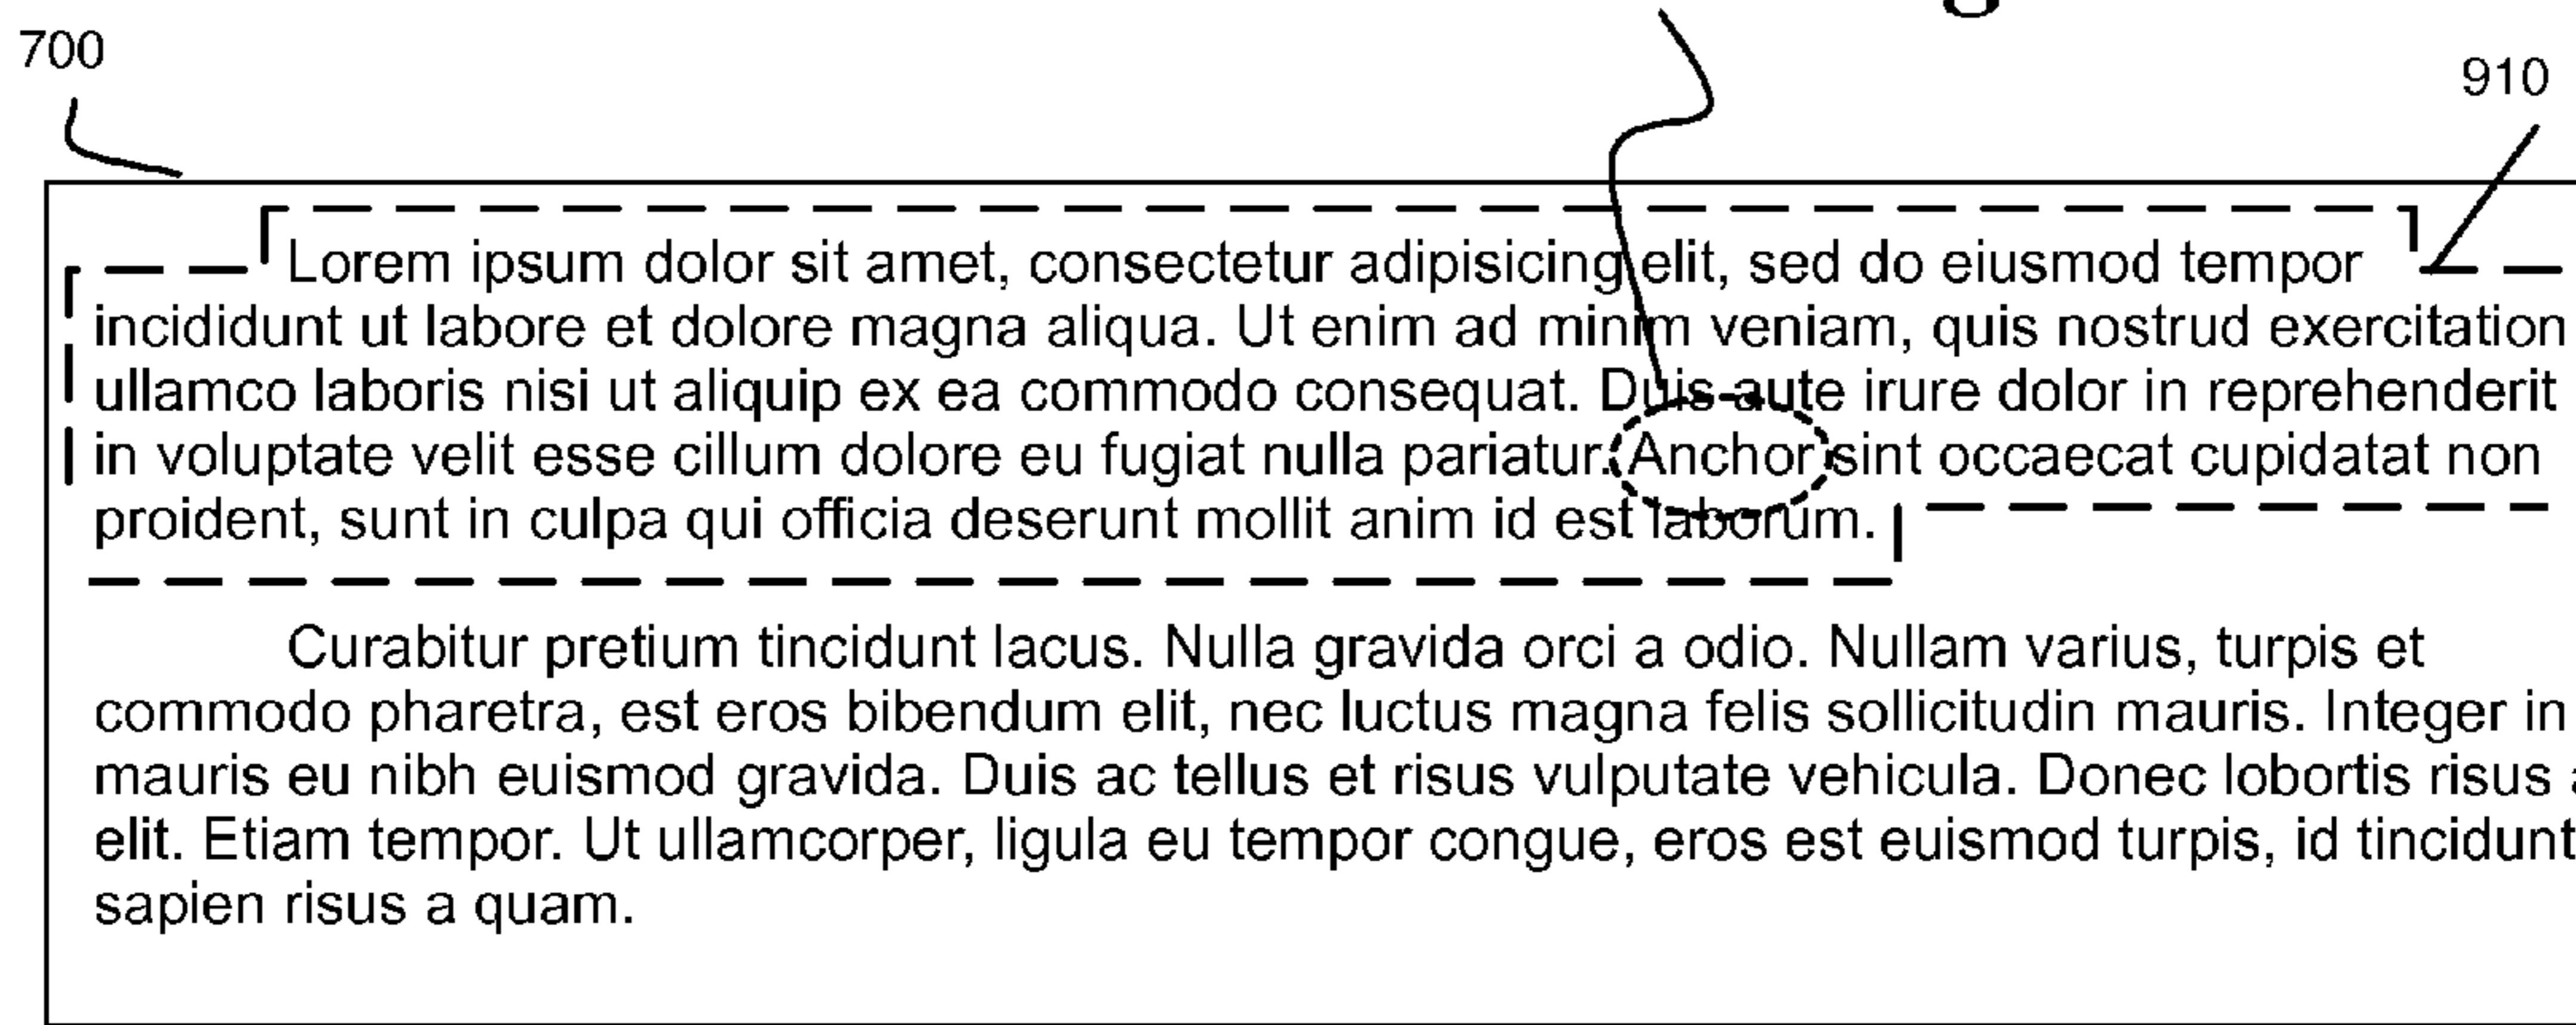 700
910
Lorem ipsum dolor sit amet, consectetur adipisicing elit, sed do eiusmod tempor
incididunt ut labore et dolore magna aliqua. Ut enim ad minim veniam, quis nostrud exercitation
ullamco laboris nisi ut aliquip ex ea commodo consequat. Duis aute irure dolor in reprehenderit
in voluptate velit esse cillum dolore eu fugiat nulla pariatur. Anchor sint occaecat cupidatat non
proident, sunt in culpa qui officia deserunt mollit anim id est laborum.
Curabitur pretium tincidunt lacus. Nulla gravida orci a odio. Nullam varius, turpis et
commodo pharetra, est eros bibendum elit, nec luctus magna felis sollicitudin mauris. Integer in
mauris eu nibh euismod gravida. Duis ac tellus et risus vulputate vehicula. Donec lobortis risus
elit. Etiam tempor. Ut ullamcorper, ligula eu tempor congue, eros est euismod turpis, id tincidunt
sapien risus a quam.